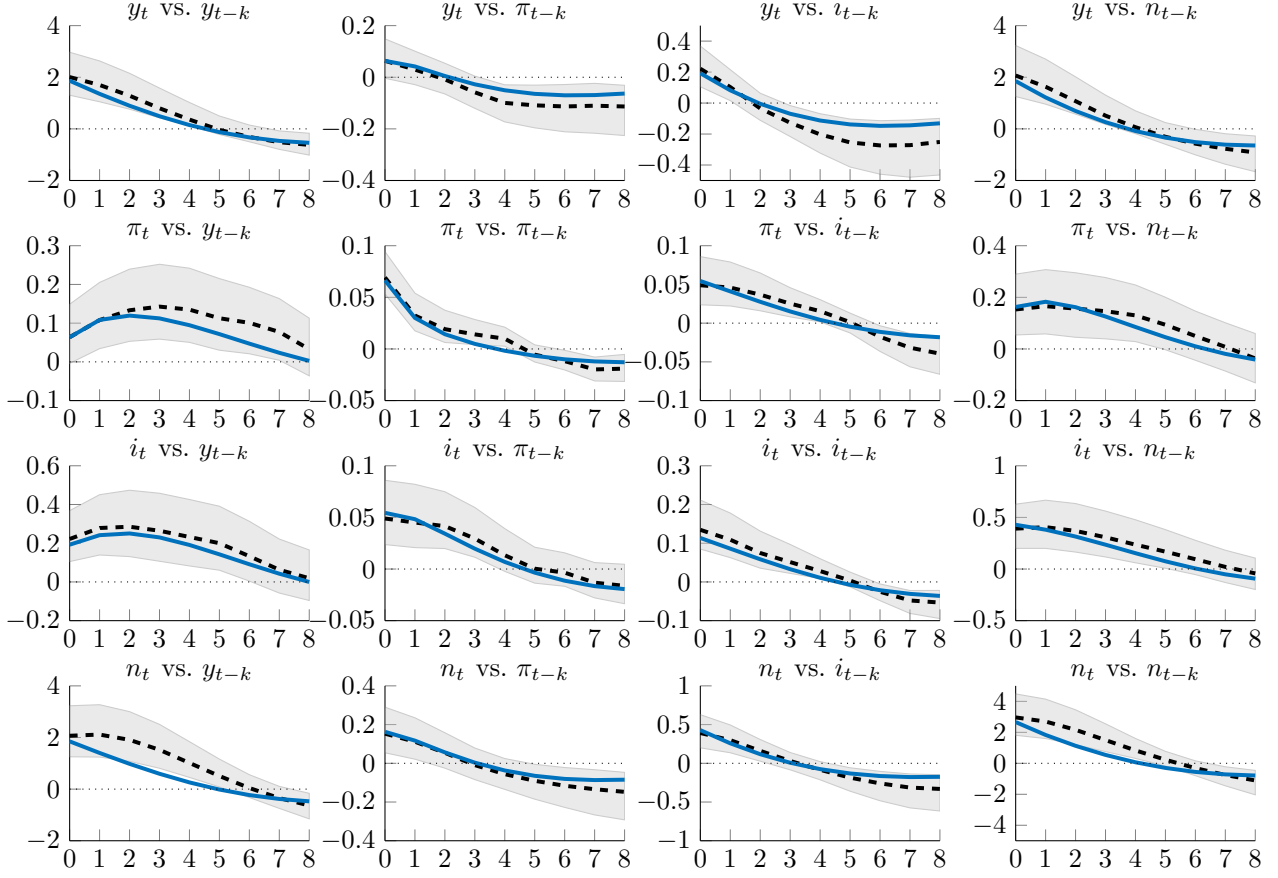 y_t vs. y_{t−k}
4
2
0
−2
0 1 2 3 4 5 6 7 8
y_t vs. π_{t−k}
0.2
0
−0.2
−0.4
0 1 2 3 4 5 6 7 8
y_t vs. i_{t−k}
0.4
0.2
0
−0.2
−0.4
0 1 2 3 4 5 6 7 8
y_t vs. n_{t−k}
4
2
0
−2
0 1 2 3 4 5 6 7 8
π_t vs. y_{t−k}
0.3
0.2
0.1
0
−0.1
0 1 2 3 4 5 6 7 8
π_t vs. π_{t−k}
0.1
0.05
0
−0.05
0 1 2 3 4 5 6 7 8
π_t vs. i_{t−k}
0.1
0.05
0
−0.05
−0.1
0 1 2 3 4 5 6 7 8
π_t vs. n_{t−k}
0.4
0.2
0
−0.2
0 1 2 3 4 5 6 7 8
i_t vs. y_{t−k}
0.6
0.4
0.2
0
−0.2
0 1 2 3 4 5 6 7 8
i_t vs. π_{t−k}
0.1
0.05
0
−0.05
0 1 2 3 4 5 6 7 8
i_t vs. i_{t−k}
0.3
0.2
0.1
0
−0.1
0 1 2 3 4 5 6 7 8
i_t vs. n_{t−k}
1
0.5
0
−0.5
0 1 2 3 4 5 6 7 8
n_t vs. y_{t−k}
4
2
0
−2
0 1 2 3 4 5 6 7 8
n_t vs. π_{t−k}
0.4
0.2
0
−0.2
−0.4
0 1 2 3 4 5 6 7 8
n_t vs. i_{t−k}
1
0.5
0
−0.5
−1
0 1 2 3 4 5 6 7 8
n_t vs. n_{t−k}
4
2
0
−2
−4
0 1 2 3 4 5 6 7 8